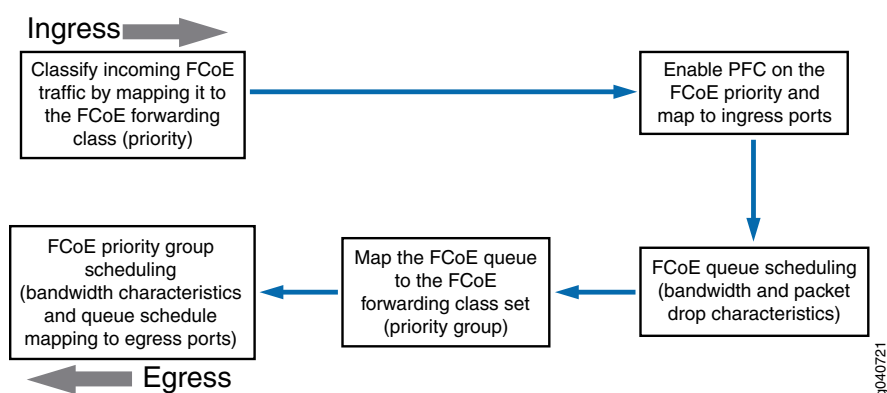 Ingress
Classify incoming FCoE
traffic by mapping it to
the FCoE forwarding
class (priority)
Enable PFC on the
FCoE priority and
map to ingress ports
FCoE queue scheduling
(bandwidth and packet
drop characteristics)
Map the FCoE queue
to the FCoE
forwarding class set
(priority group)
FCoE priority group
scheduling
(bandwidth characteristics
and queue schedule
mapping to egress ports)
Egress
g040721